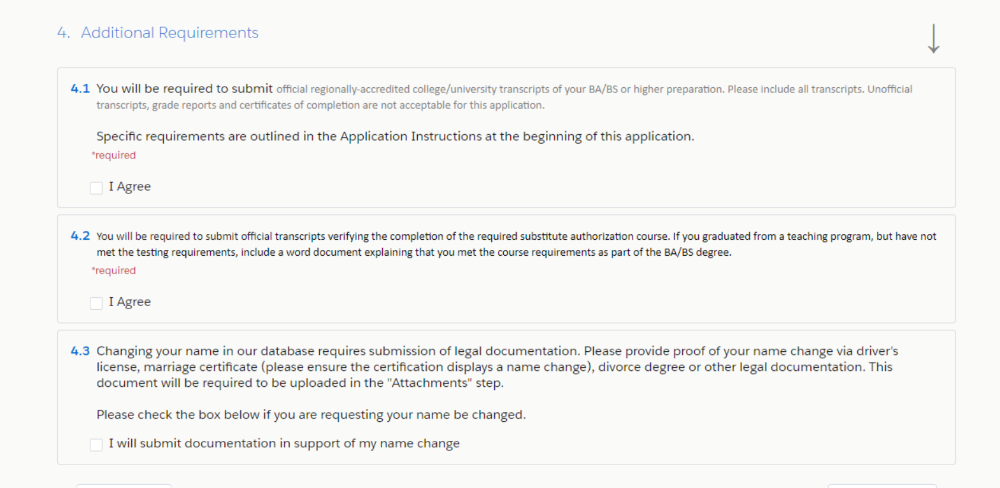 4. Additional Requirements
4.1 You will be required to submit official regionally-accredited college/university transcripts of your BA/BS or higher preparation. Please include all transcripts. Unofficial
transcripts, grade reports and certificates of completion are not acceptable for this application.
Specific requirements are outlined in the Application Instructions at the beginning of this application.
*required
I Agree
4.2 You will be required to submit official transcripts verifying the completion of the required substitute authorization course. If you graduated from a teaching program, but have not
met the testing requirements, include a word document explaining that you met the course requirements as part of the BA/BS degree.
*required
I Agree
4.3 Changing your name in our database requires submission of legal documentation. Please provide proof of your name change via driver's
license, marriage certificate (please ensure the certification displays a name change), divorce degree or other legal documentation. This
document will be required to be uploaded in the "Attachments" step.
Please check the box below if you are requesting your name be changed.
I will submit documentation in support of my name change